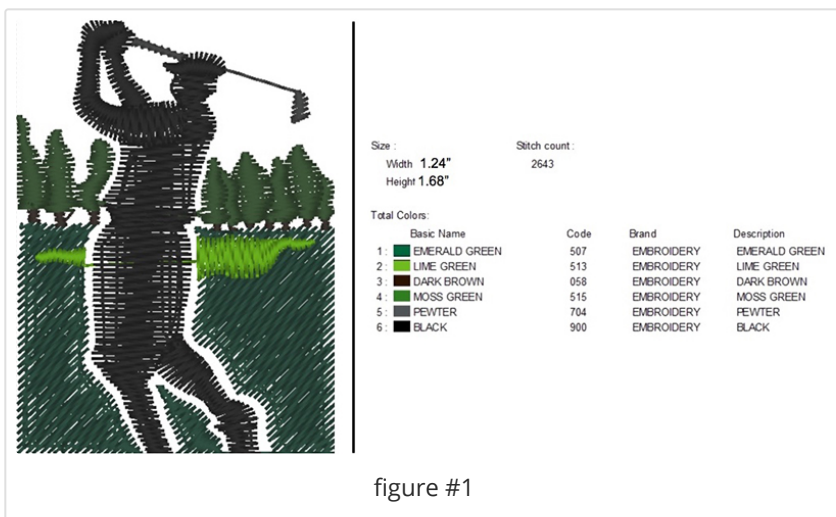 Size :
Stitch count :
Width 1.24"
2643
Height 1.68"
Total Colors:
Basic Name Code Brand Description
1 : EMERALD GREEN 507 EMBROIDERY EMERALD GREEN
2 : LIME GREEN 513 EMBROIDERY LIME GREEN
3 : DARK BROWN 058 EMBROIDERY DARK BROWN
4 : MOSS GREEN 515 EMBROIDERY MOSS GREEN
5 : PEWTER 704 EMBROIDERY PEWTER
6 : BLACK 900 EMBROIDERY BLACK
figure #1